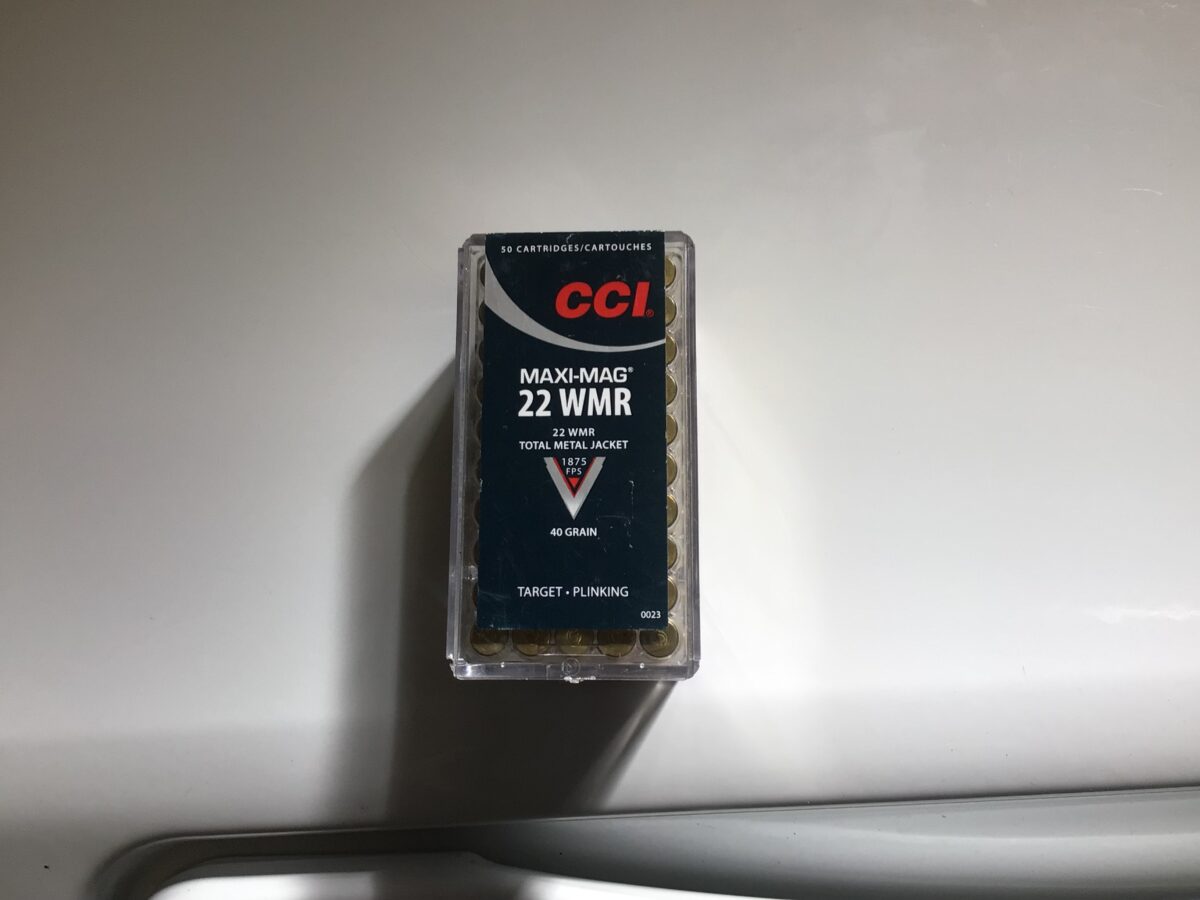 50 CARTRIDGES/CARTOUCHES
CCI®
MAXI-MAG®
22 WMR
22 WMR
TOTAL METAL JACKET
1875
FPS
40 GRAIN
TARGET • PLINKING
0023